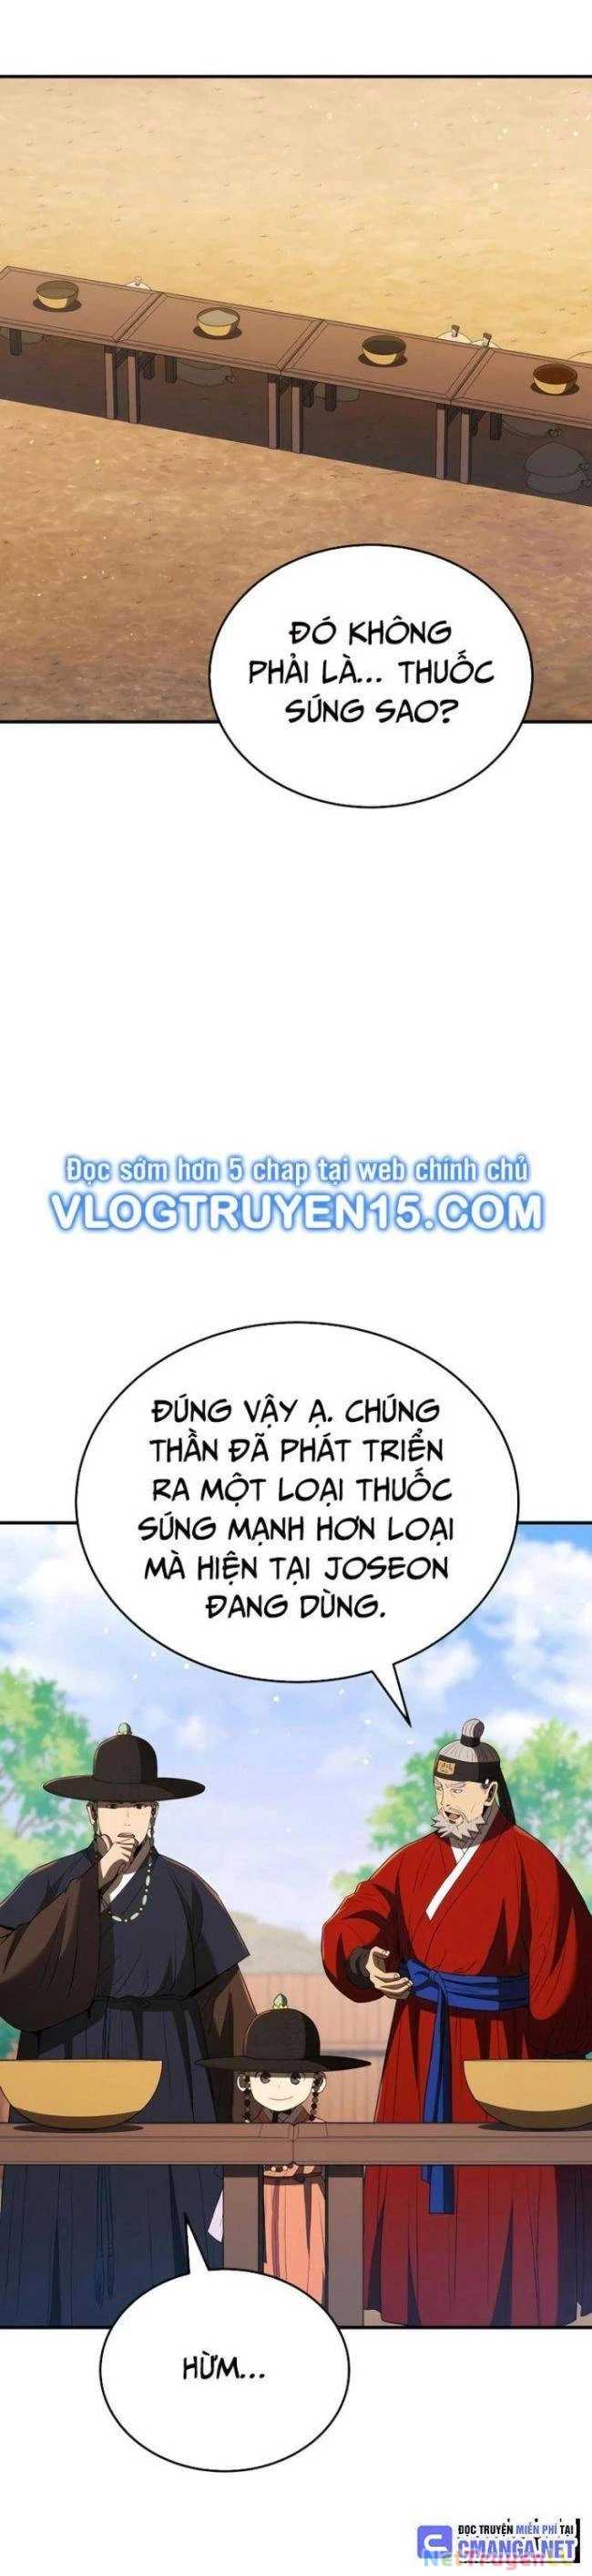 ĐÓ KHÔNG
PHẢI LÀ... THUỐC
SÚNG SAO?
Đọc sớm hơn 5 chap tại web chính chủ
VLOGTRUYEN15.COM
ĐÚNG VẬY Ạ. CHÚNG
THẦN ĐÃ PHÁT TRIỂN
RA MỘT LOẠI THUỐC
SÚNG MẠNH HƠN LOẠI
MÀ HIỆN TẠI JOSEON
ĐANG DÙNG.
HỪM...
ĐỌC TRUYỆN MIỄN PHÍ TẠI
CMANGA.NET